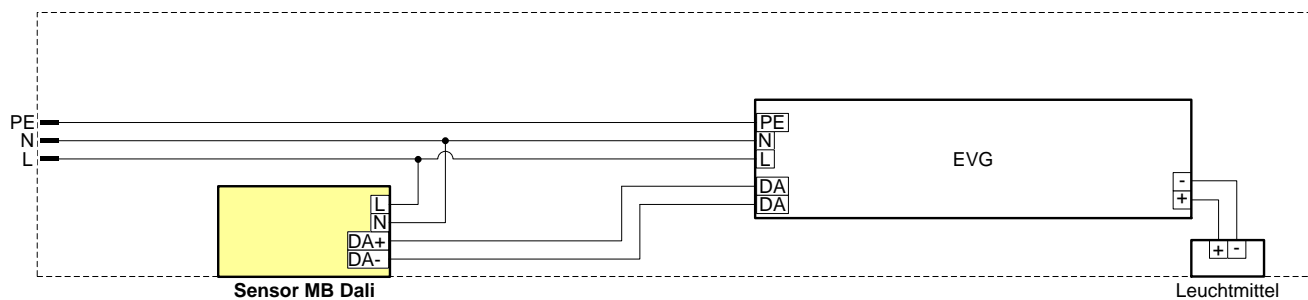 PE
N
L
PE
N
L
DA
DA
EVG
-
+
L
N
DA+
DA-
Sensor MB Dali
+ -
Leuchtmittel